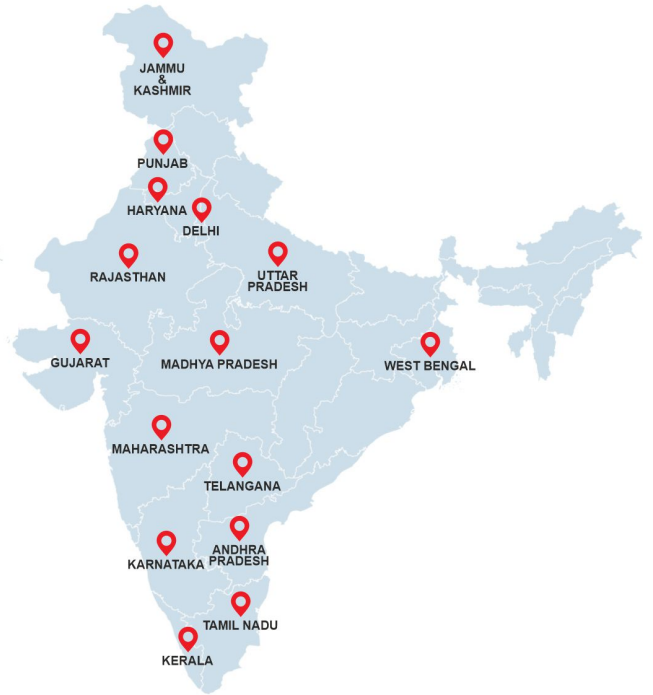 JAMMU
&
KASHMIR
PUNJAB
HARYANA
DELHI
RAJASTHAN
UTTAR
PRADESH
GUJARAT
MADHYA PRADESH
WEST BENGAL
MAHARASHTRA
TELANGANA
ANDHRA
PRADESH
KARNATAKA
TAMIL NADU
KERALA